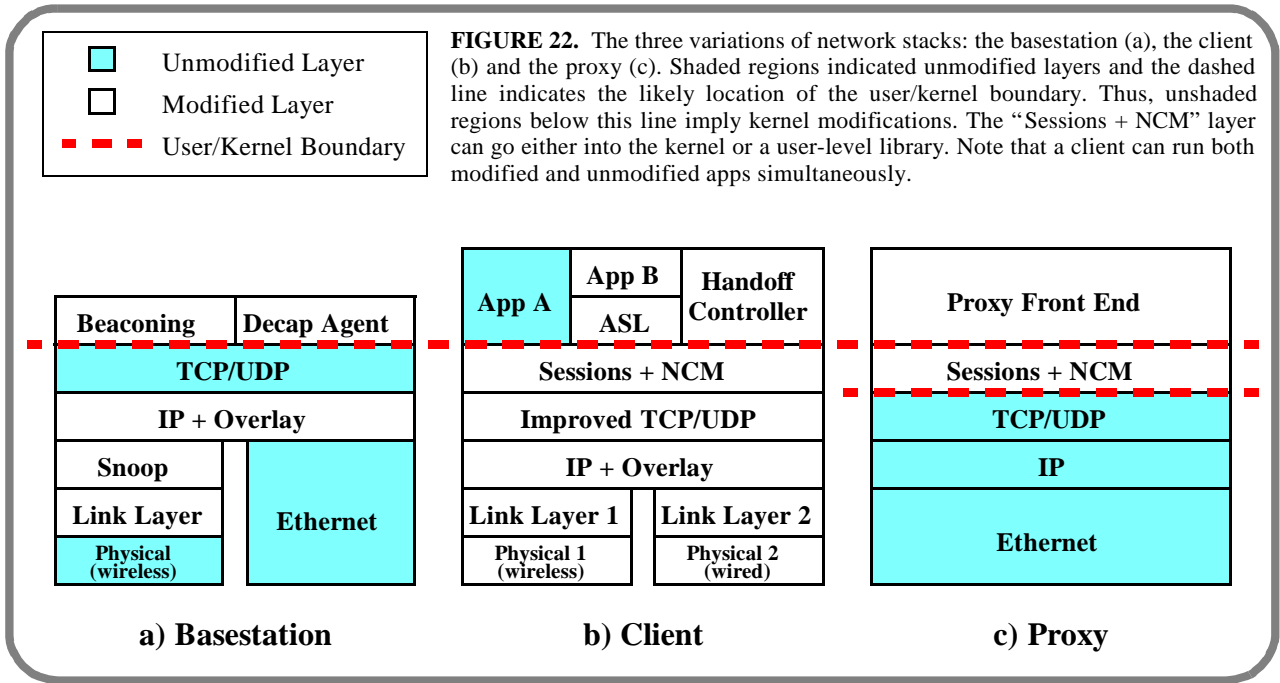 Unmodified Layer
Modified Layer
User/Kernel Boundary
FIGURE 22. The three variations of network stacks: the basestation (a), the client
(b) and the proxy (c). Shaded regions indicated unmodified layers and the dashed
line indicates the likely location of the user/kernel boundary. Thus, unshaded
regions below this line imply kernel modifications. The “Sessions + NCM” layer
can go either into the kernel or a user-level library. Note that a client can run both
modified and unmodified apps simultaneously.
Beaconing
Decap Agent
TCP/UDP
IP + Overlay
Snoop
Link Layer
Physical
(wireless)
Ethernet
a) Basestation
App A
App B
ASL
Handoff
Controller
Sessions + NCM
Improved TCP/UDP
IP + Overlay
Link Layer 1
Link Layer 2
Physical 1
(wireless)
Physical 2
(wired)
b) Client
Proxy Front End
Sessions + NCM
TCP/UDP
IP
Ethernet
c) Proxy